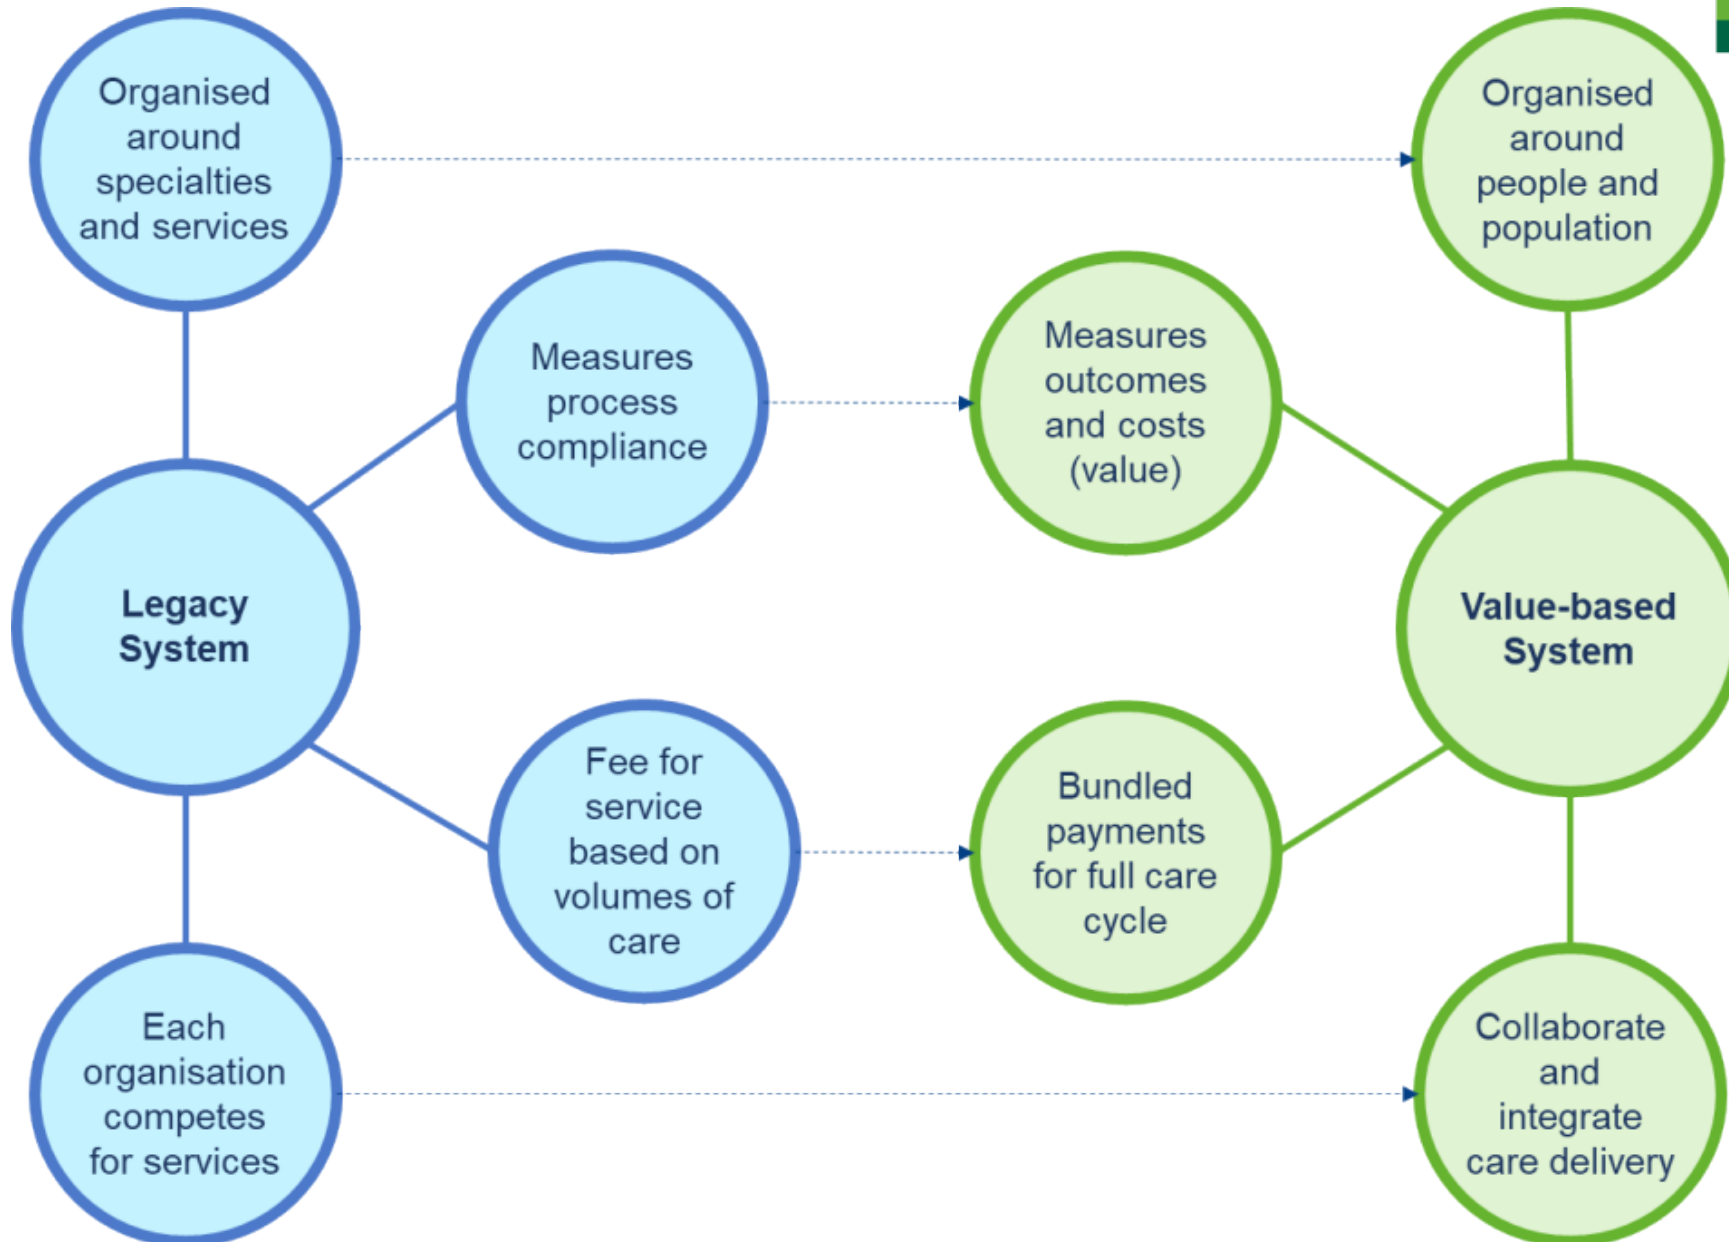 Organised
around
specialties
and services
Organised
around
people and
population
Measures
process
compliance
Measures
outcomes
and costs
(value)
Legacy
System
Value-based
System
Fee for
service
based on
volumes of
care
Bundled
payments
for full care
cycle
Each
organisation
competes
for services
Collaborate
and
integrate
care delivery